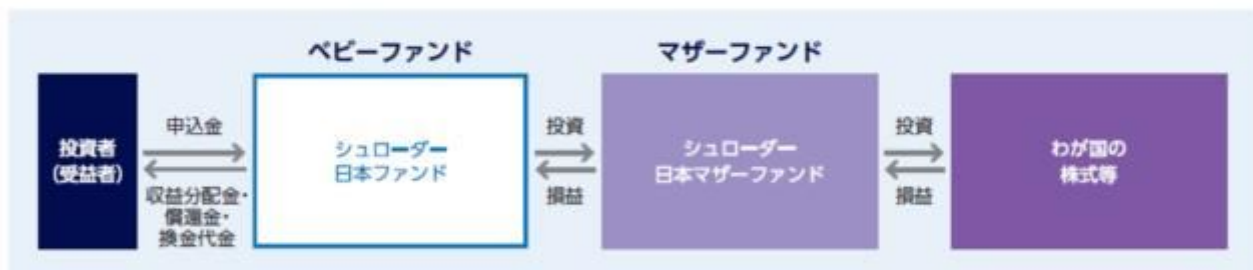 ベビーファンド
マザーファンド
投資者
(受益者)
申込金
収益分配金・
償還金・
換金代金
シュローダー
日本ファンド
投資
損益
シュローダー
日本マザーファンド
投資
損益
わが国の
株式等